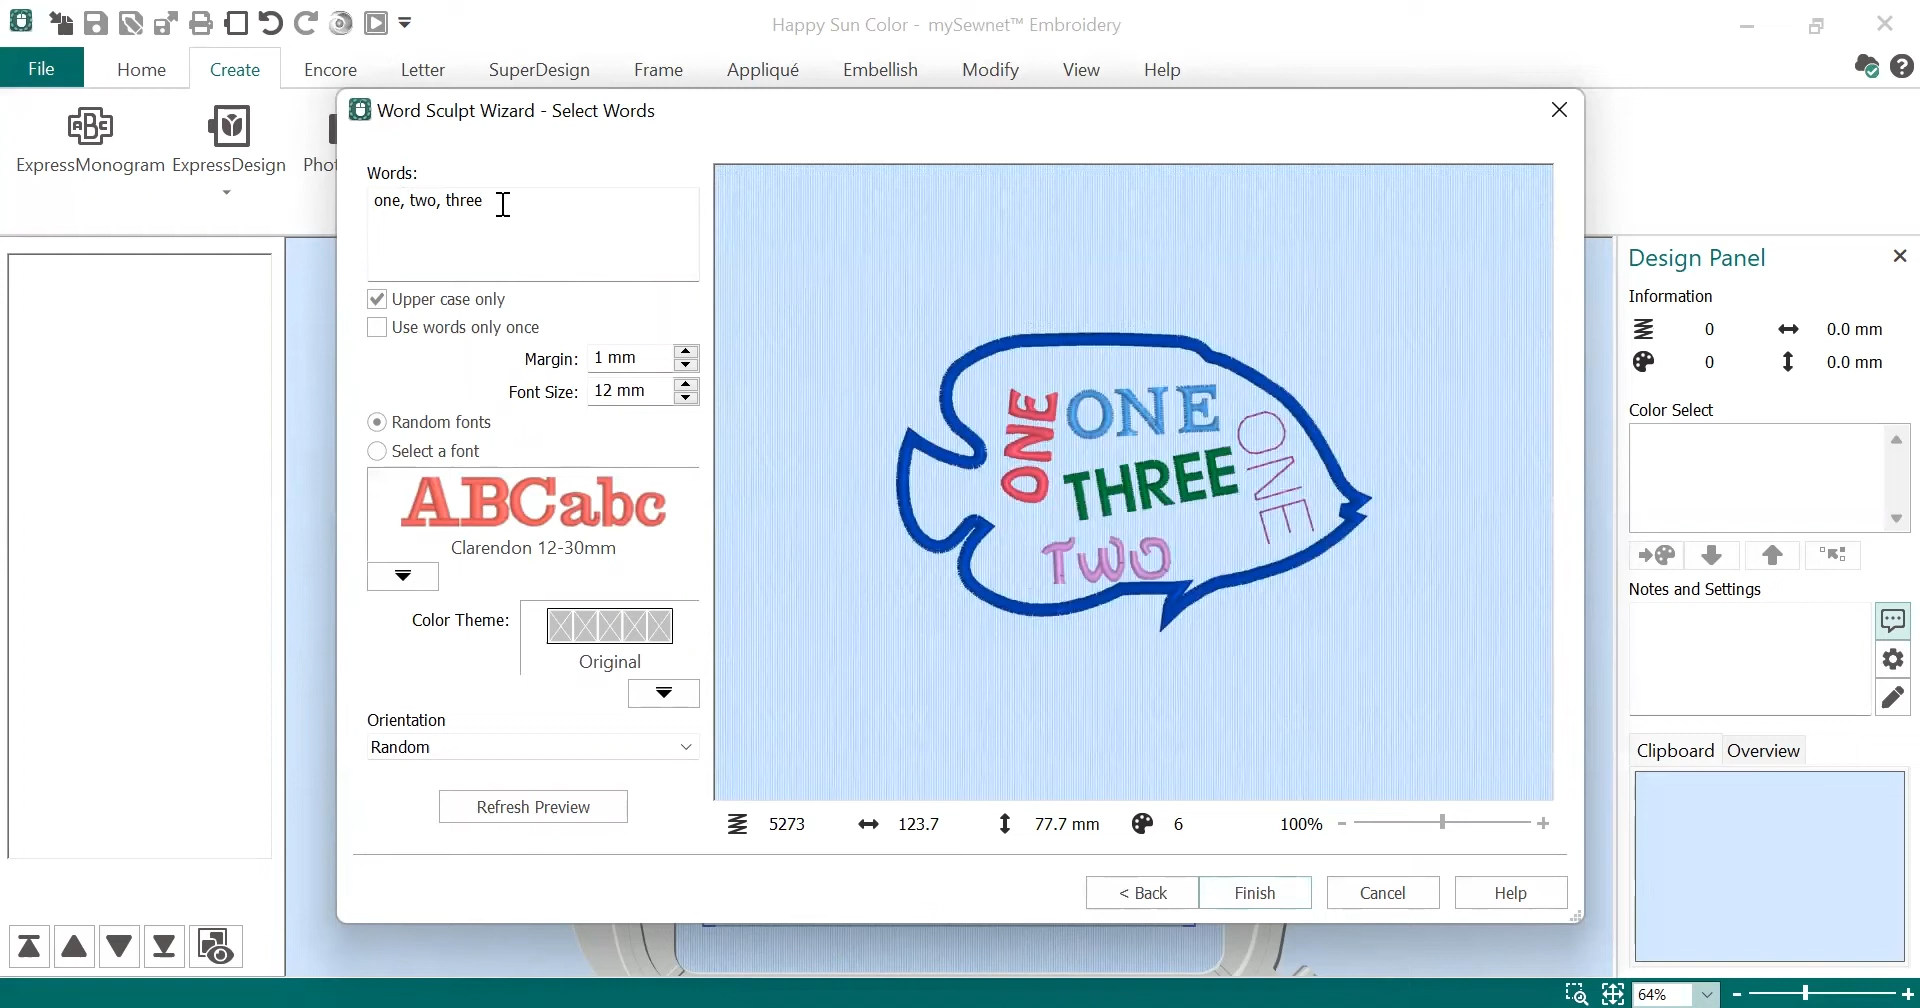 Happy Sun Color - mySewnet™ Embroidery
File Home Create Encore Letter SuperDesign Frame Appliqué Embellish Modify View Help
ABC
ExpressMonogram ExpressDesign Phot
Word Sculpt Wizard - Select Words
Words:
one, two, three
Upper case only
Use words only once
Margin: 1 mm
Font Size: 12 mm
Random fonts
Select a font
ABCabc
Clarendon 12-30mm
Color Theme:
Original
Orientation
Random
Refresh Preview
ONE
ONE
ONE
THREE
TWO
5273 123.7 77.7 mm 6 100%
< Back Finish Cancel Help
Design Panel
Information
0 0.0 mm
0 0.0 mm
Color Select
Notes and Settings
Clipboard Overview
64%